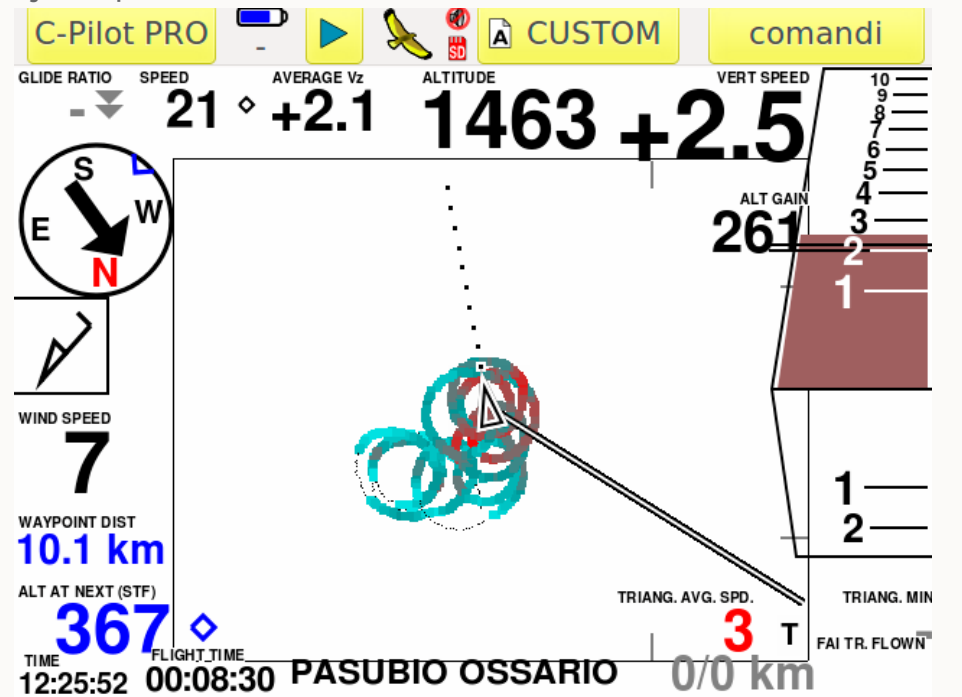 C-Pilot PRO - SD A CUSTOM comandi
GLIDE RATIO SPEED AVERAGE Vz ALTITUDE VERT SPEED
- 21 +2.1 1463 +2.5
10
9
8
7
6
5
4
3
2
1
1
2
S
W
E
N
ALT GAIN
261
WIND SPEED
7
WAYPOINT DIST
10.1 km
ALT AT NEXT (STF)
367
TRIANG. AVG. SPD. TRIANG. MIN
3 T
FAI TR. FLOWN
0/0 km
TIME FLIGHT TIME
12:25:52 00:08:30 PASUBIO OSSARIO